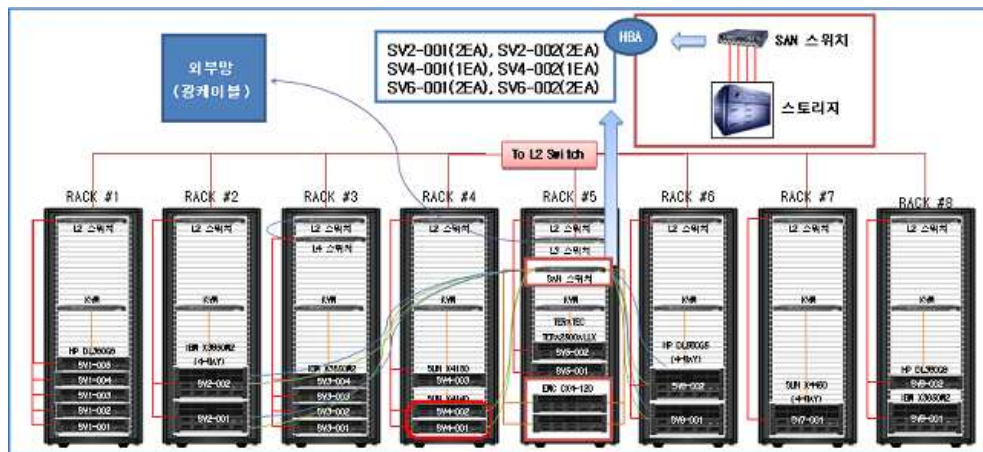 외부망
(광케이블)
SV2-001(2EA), SV2-002(2EA)
SV4-001(1EA), SV4-002(1EA)
SV6-001(2EA), SV6-002(2EA)
HBA
SAN 스위치
스토리지
To L2 Switch
RACK #1
L2 스위치
KVM
HP DL380G5
SV1-005
SV1-004
SV1-003
SV1-002
SV1-001
RACK #2
L2 스위치
KVM
IBM X3850M2
(4-WAY)
SV2-002
SV2-001
RACK #3
L2 스위치
L4 스위치
KVM
IBM X3650M2
SV3-004
SV3-003
SV3-002
SV3-001
RACK #4
L2 스위치
KVM
SUN X4150
SV4-003
SV4-002
SV4-001
RACK #5
L2 스위치
L3 스위치
SAN 스위치
KVM
TERATEC
SV5-002
SV5-001
EMC CX4-120
RACK #6
L2 스위치
KVM
HP DL580G5
(4-WAY)
SV6-002
SV6-001
RACK #7
L2 스위치
KVM
SUN X4450
(4-WAY)
SV7-001
RACK #8
L2 스위치
KVM
SV8-002
IBM X3650M2
SV8-001